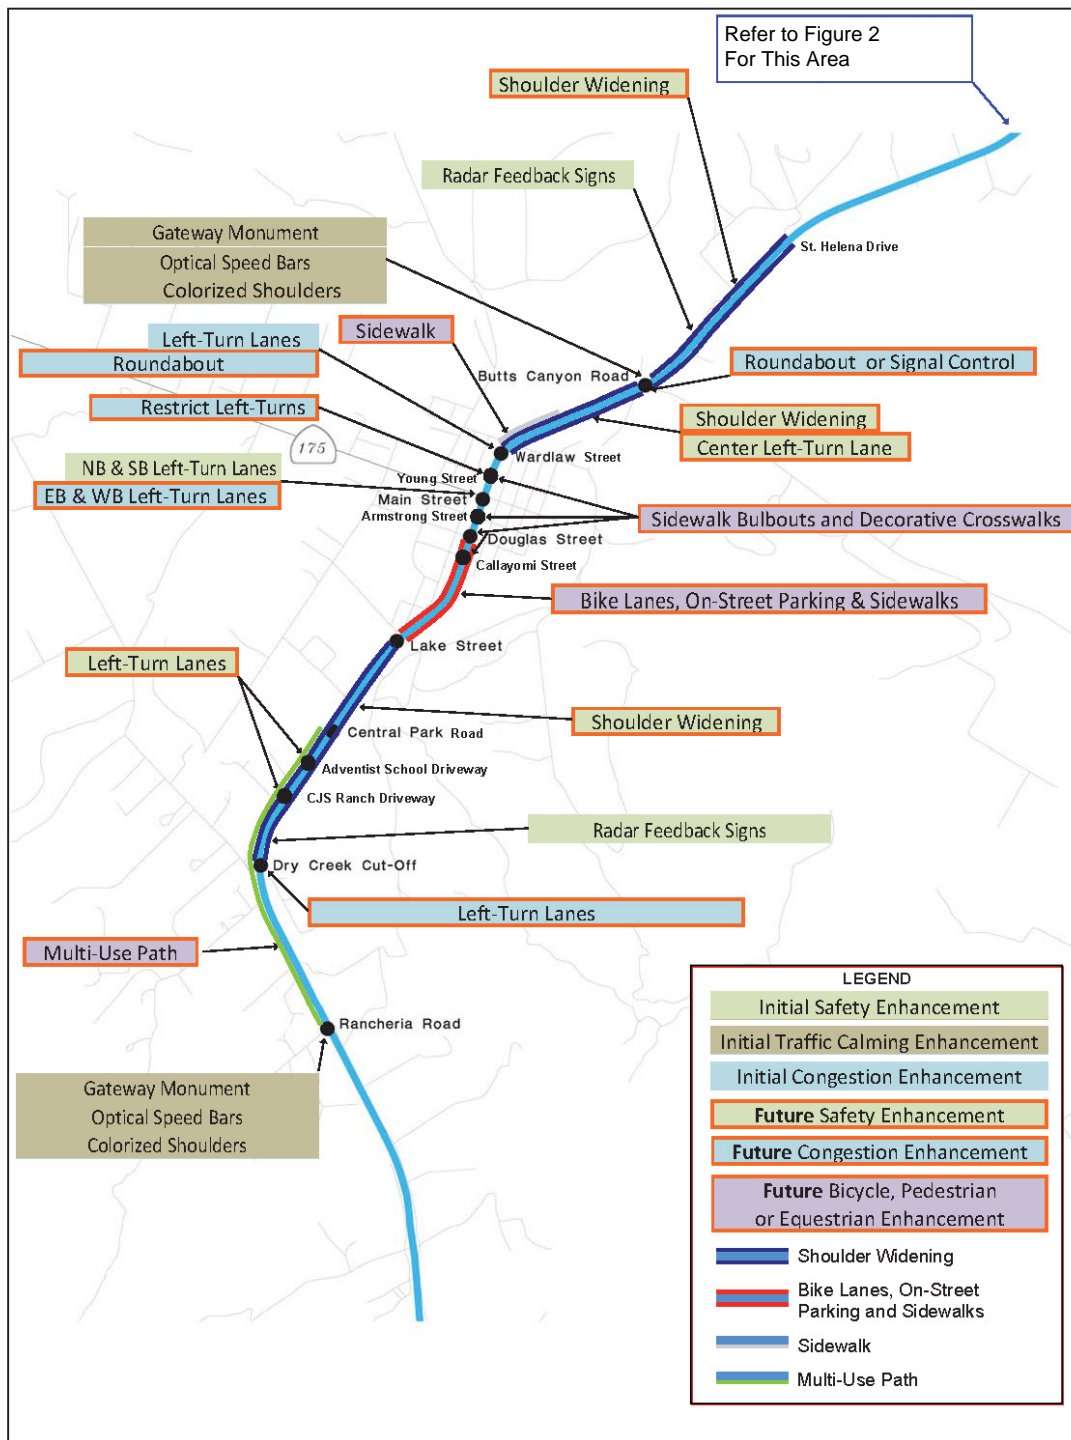 Refer to Figure 2
For This Area
Shoulder Widening
Radar Feedback Signs
St. Helena Drive
Gateway Monument
Optical Speed Bars
Colorized Shoulders
Left-Turn Lanes
Roundabout
Sidewalk
Butts Canyon Road
Roundabout or Signal Control
Restrict Left-Turns
Shoulder Widening
Center Left-Turn Lane
175
Wardlaw Street
NB & SB Left-Turn Lanes
EB & WB Left-Turn Lanes
Young Street
Main Street
Armstrong Street
Sidewalk Bulbouts and Decorative Crosswalks
Douglas Street
Callayomi Street
Bike Lanes, On-Street Parking & Sidewalks
Lake Street
Left-Turn Lanes
Shoulder Widening
Central Park Road
Adventist School Driveway
CJS Ranch Driveway
Radar Feedback Signs
Dry Creek Cut-Off
Left-Turn Lanes
Multi-Use Path
Rancheria Road
Gateway Monument
Optical Speed Bars
Colorized Shoulders
LEGEND
Initial Safety Enhancement
Initial Traffic Calming Enhancement
Initial Congestion Enhancement
Future Safety Enhancement
Future Congestion Enhancement
Future Bicycle, Pedestrian
or Equestrian Enhancement
Shoulder Widening
Bike Lanes, On-Street
Parking and Sidewalks
Sidewalk
Multi-Use Path